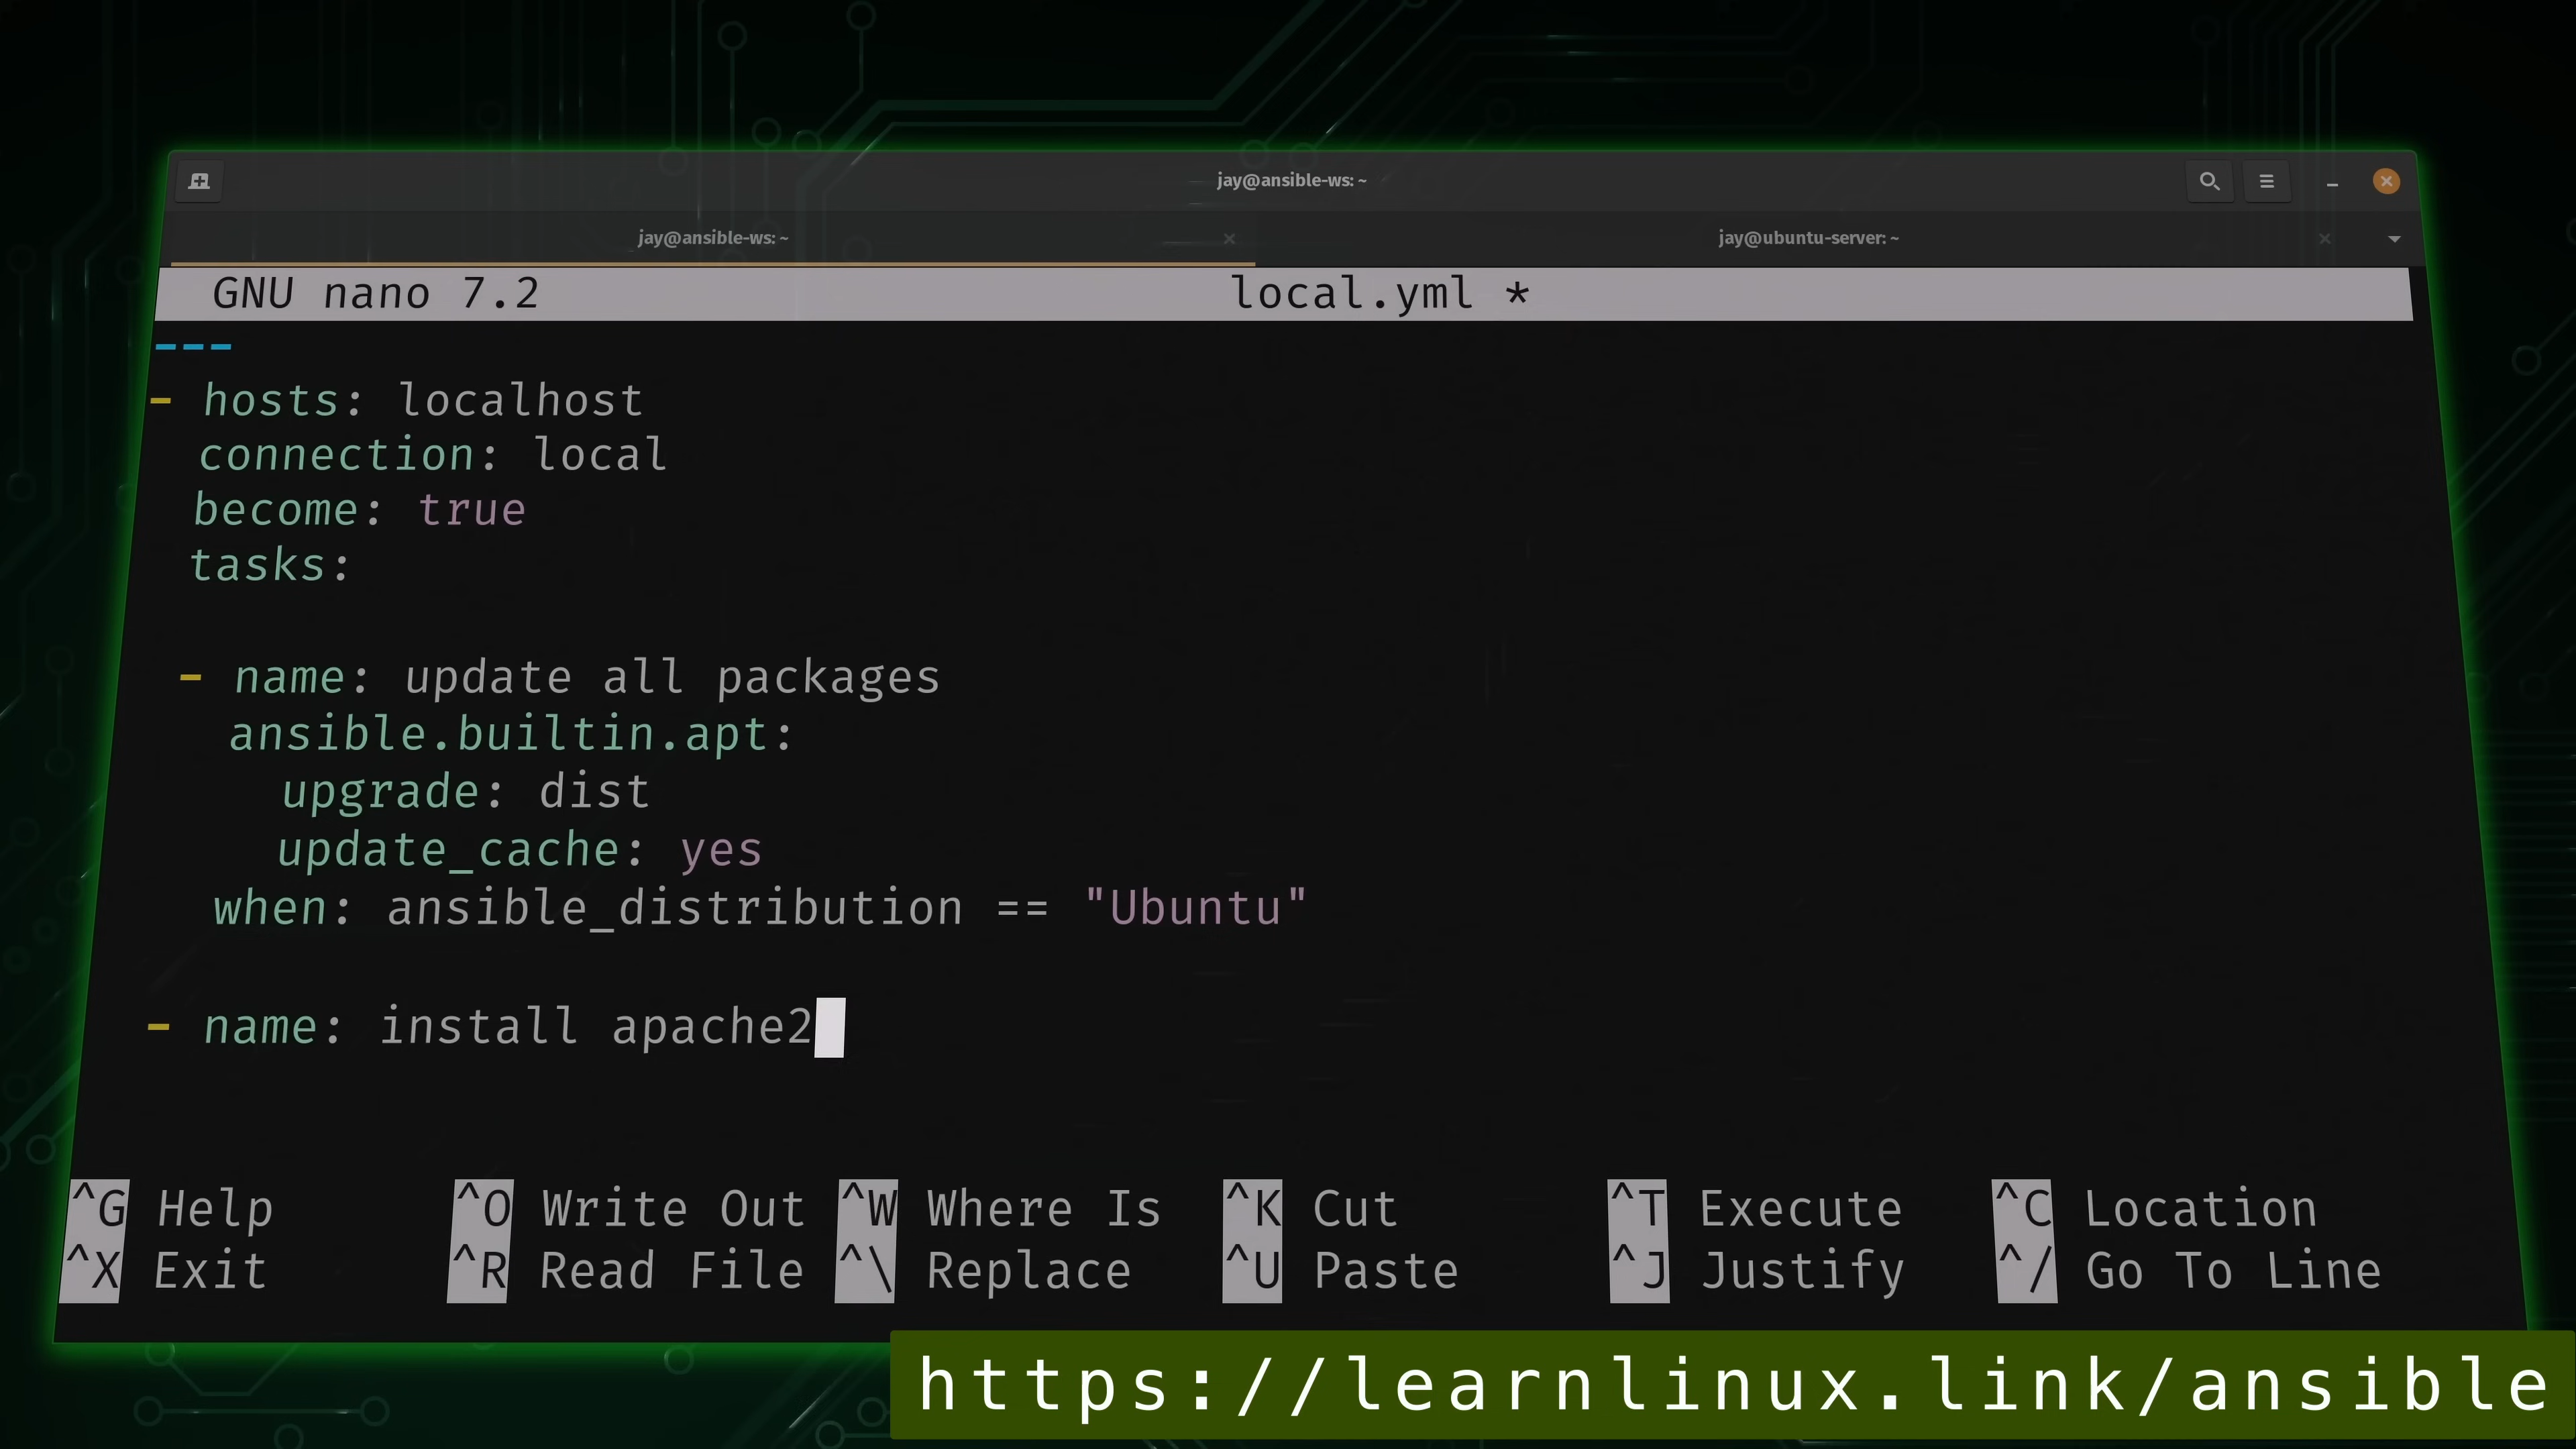 jay@ansible-ws: ~
jay@ansible-ws: ~ × jay@ubuntu-server: ~ ×
GNU nano 7.2 local.yml *
---
- hosts: localhost
  connection: local
  become: true
  tasks:

  - name: update all packages
    ansible.builtin.apt:
      upgrade: dist
      update_cache: yes
    when: ansible_distribution == "Ubuntu"

  - name: install apache2

^G Help ^O Write Out ^W Where Is ^K Cut ^T Execute ^C Location
^X Exit ^R Read File ^\ Replace ^U Paste ^J Justify ^/ Go To Line
https://learnlinux.link/ansible